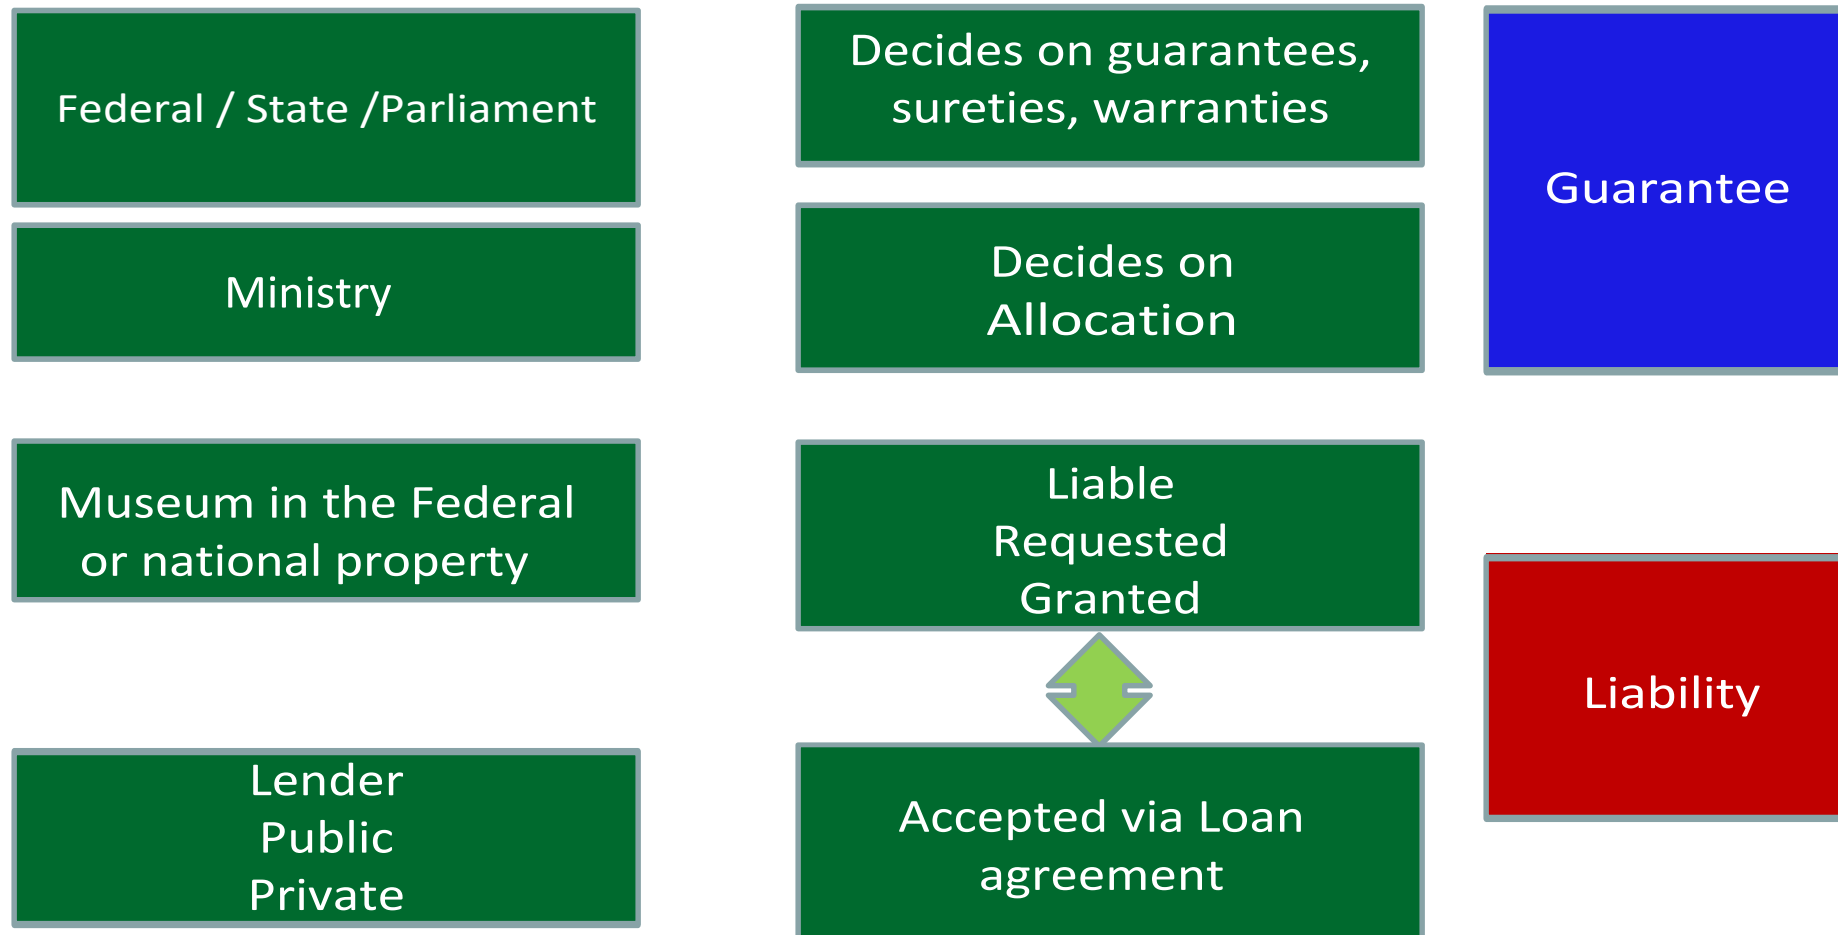 Federal / State /Parliament
Decides on guarantees,
sureties, warranties
Guarantee
Ministry
Decides on
Allocation
Museum in the Federal
or national property
Liable
Requested
Granted
Liability
Lender
Public
Private
Accepted via Loan
agreement